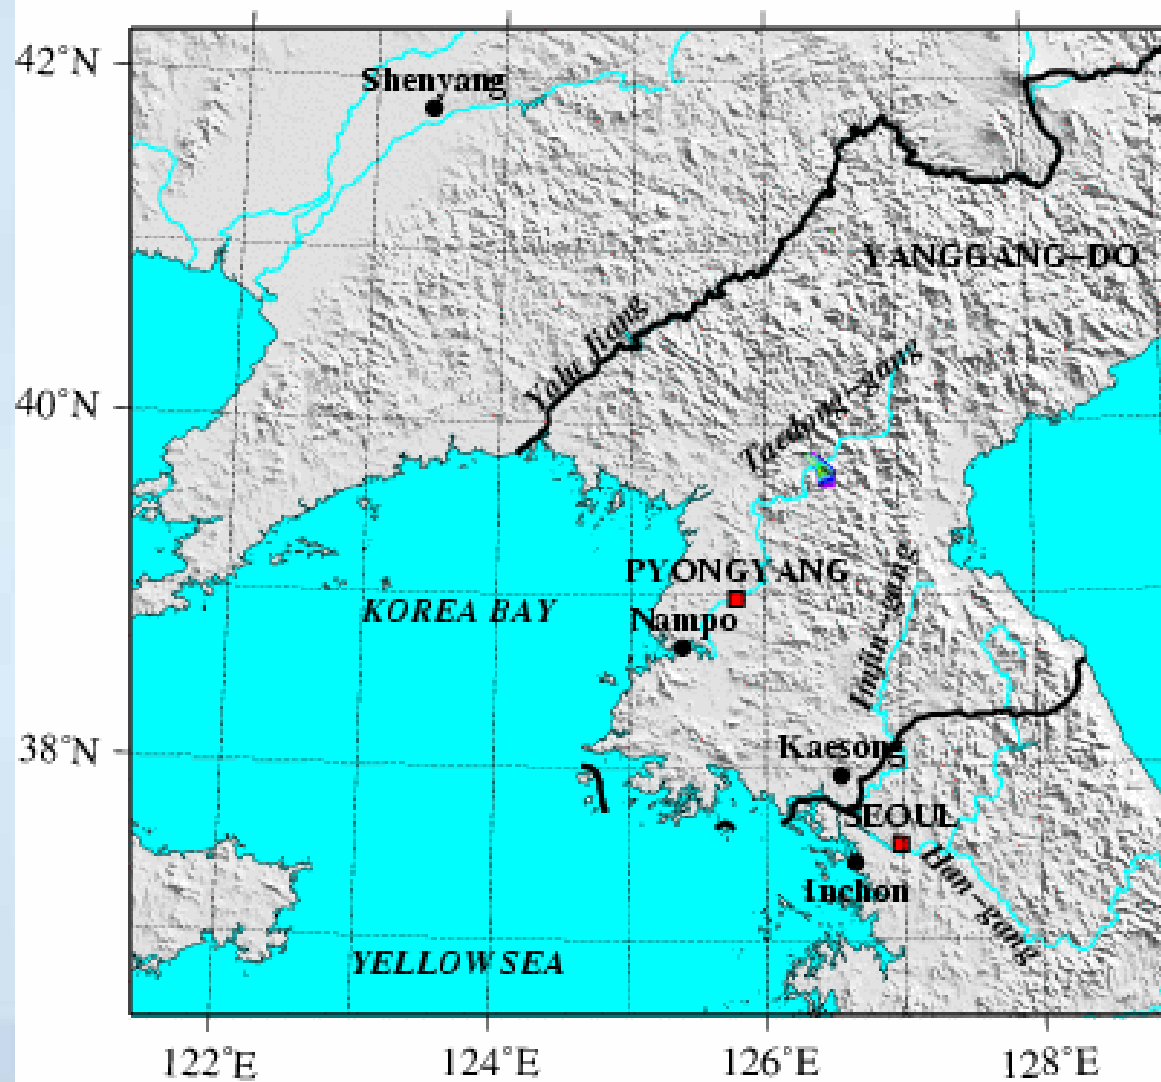 42°N
Shenyang
YANGGANG-DO
Yalu Jiang
Taedong-gang
40°N
PYONGYANG
KOREA BAY
Nampo
Imjin-gang
38°N
Kaesong
SEOUL
Inchon
Han-gang
YELLOW SEA
122°E
124°E
126°E
128°E